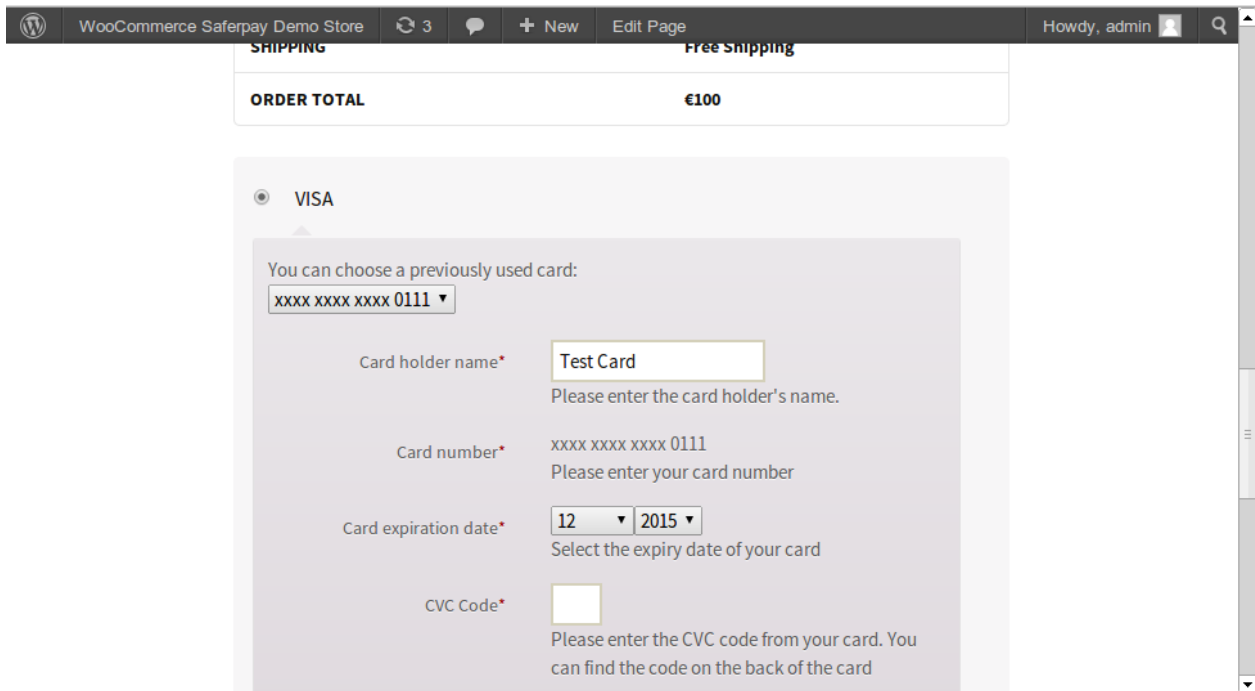 WooCommerce Saferpay Demo Store 3 + New Edit Page Howdy, admin
SHIPPING Free Shipping
ORDER TOTAL €100
VISA
You can choose a previously used card:
xxxx xxxx xxxx 0111
Card holder name* Test Card
Please enter the card holder's name.
Card number* xxxx xxxx xxxx 0111
Please enter your card number
Card expiration date* 12 2015
Select the expiry date of your card
CVC Code*
Please enter the CVC code from your card. You
can find the code on the back of the card